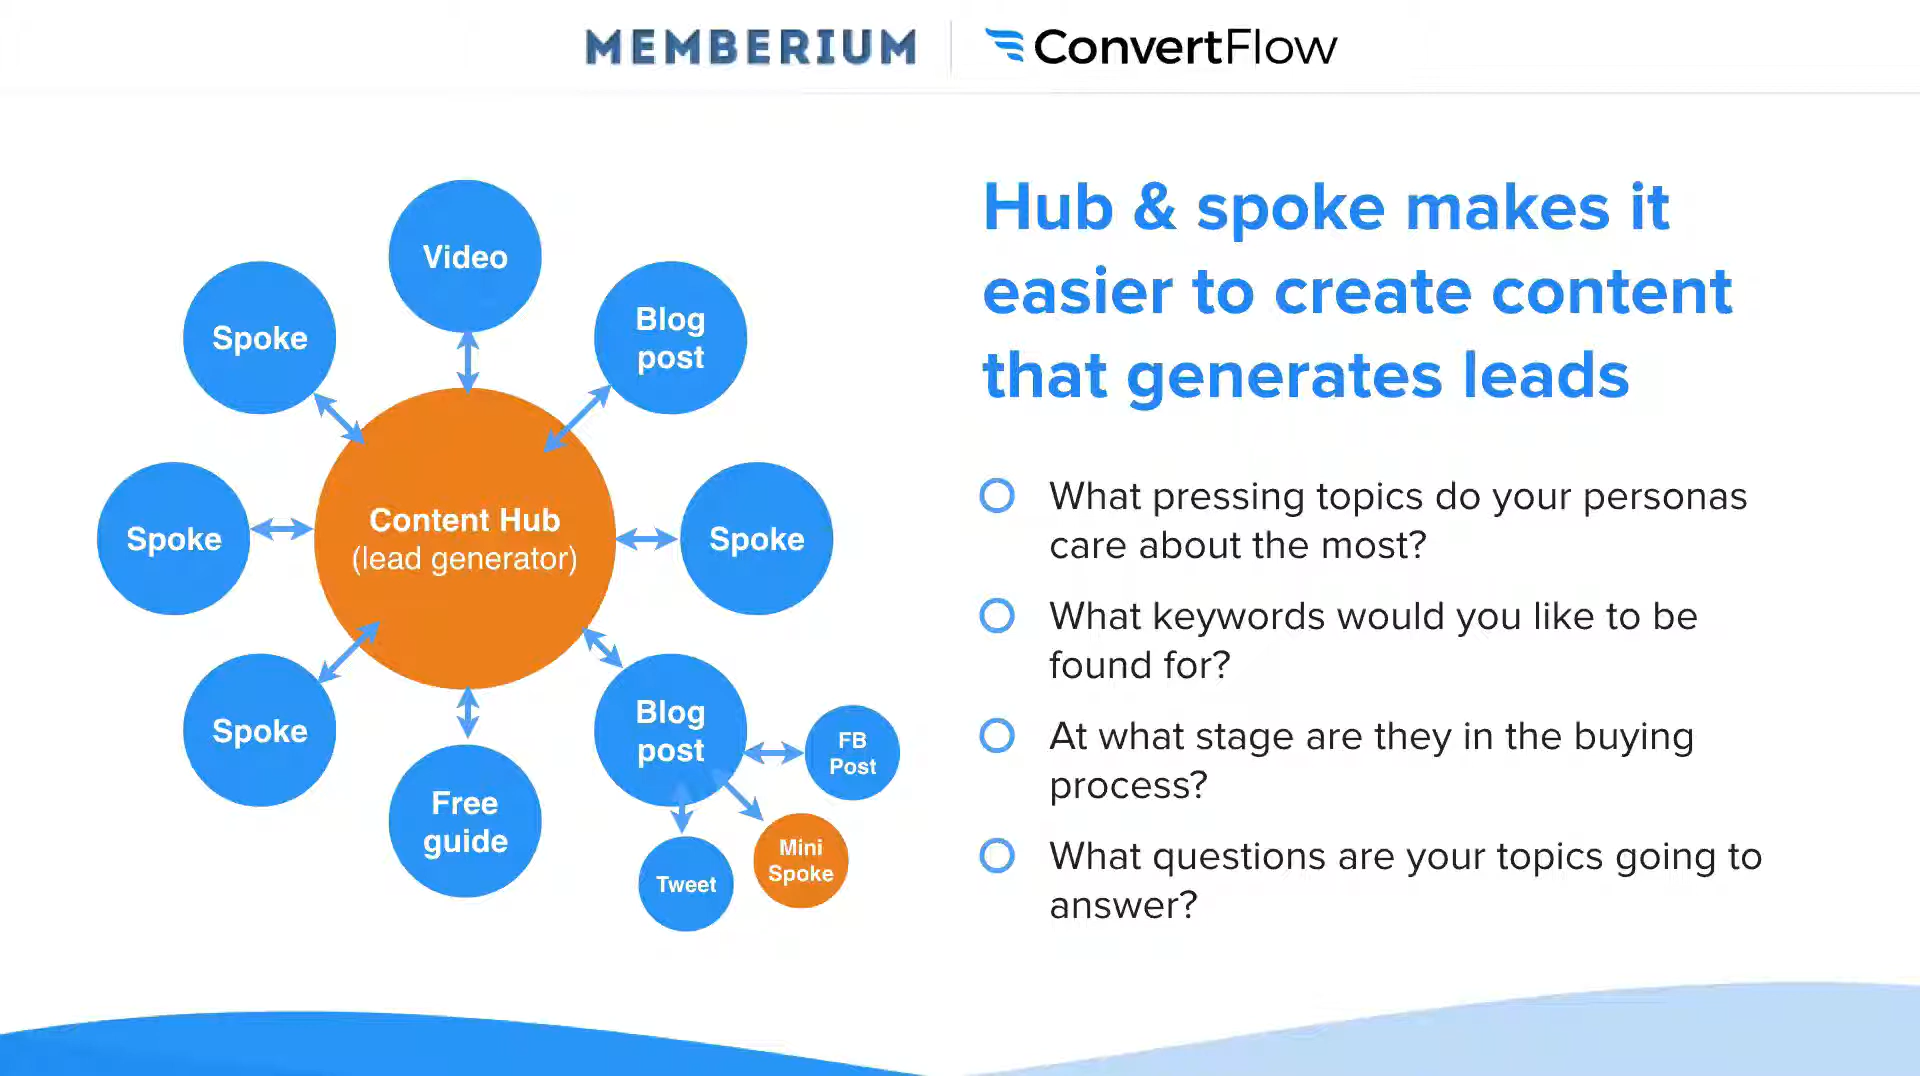 MEMBERIUM
ConvertFlow
Video
Spoke
Blog
post
Spoke
Content Hub
(lead generator)
Spoke
Spoke
Free
guide
Blog
post
FB
Post
Mini
Spoke
Tweet
Hub & spoke makes it
easier to create content
that generates leads
What pressing topics do your personas
care about the most?
What keywords would you like to be
found for?
At what stage are they in the buying
process?
What questions are your topics going to
answer?